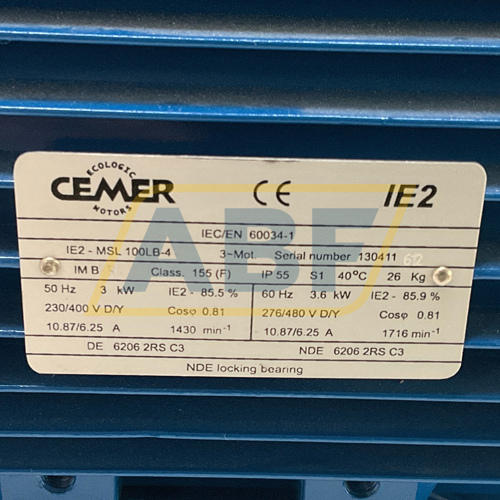 ECOLOGIC
CEMER
MOTORS
CE
IE2
IEC/EN 60034-1
IE2 - MSL 100LB-4 3~Mot. Serial number 130411 612
IM B Class. 155 (F) IP 55 S1 40°C 26 Kg
50 Hz 3 kW IE2 - 85.5 % 60 Hz 3.6 kW IE2 - 85.9 %
230/400 V D/Y Cosφ 0.81 276/480 V D/Y Cosφ 0.81
10.87/6.25 A 1430 min⁻¹ 10.87/6.25 A 1716 min⁻¹
DE 6206 2RS C3 NDE 6206 2RS C3
NDE locking bearing
ABF